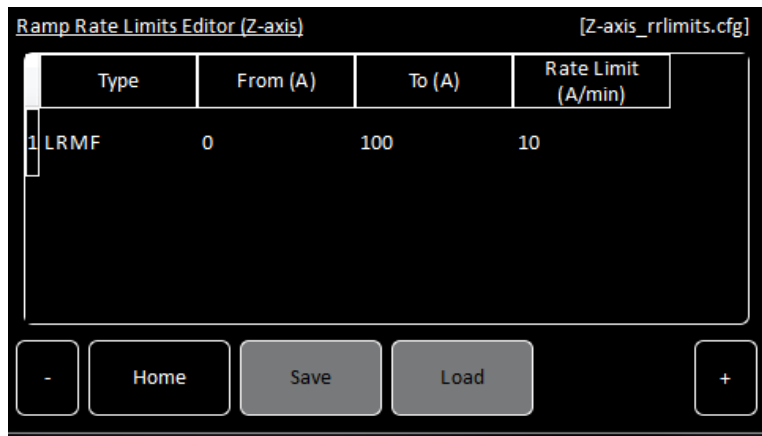 Ramp Rate Limits Editor (Z-axis) [Z-axis_rrlimits.cfg]
Type From (A) To (A) Rate Limit (A/min)
1 LRMF 0 100 10
- Home Save Load +